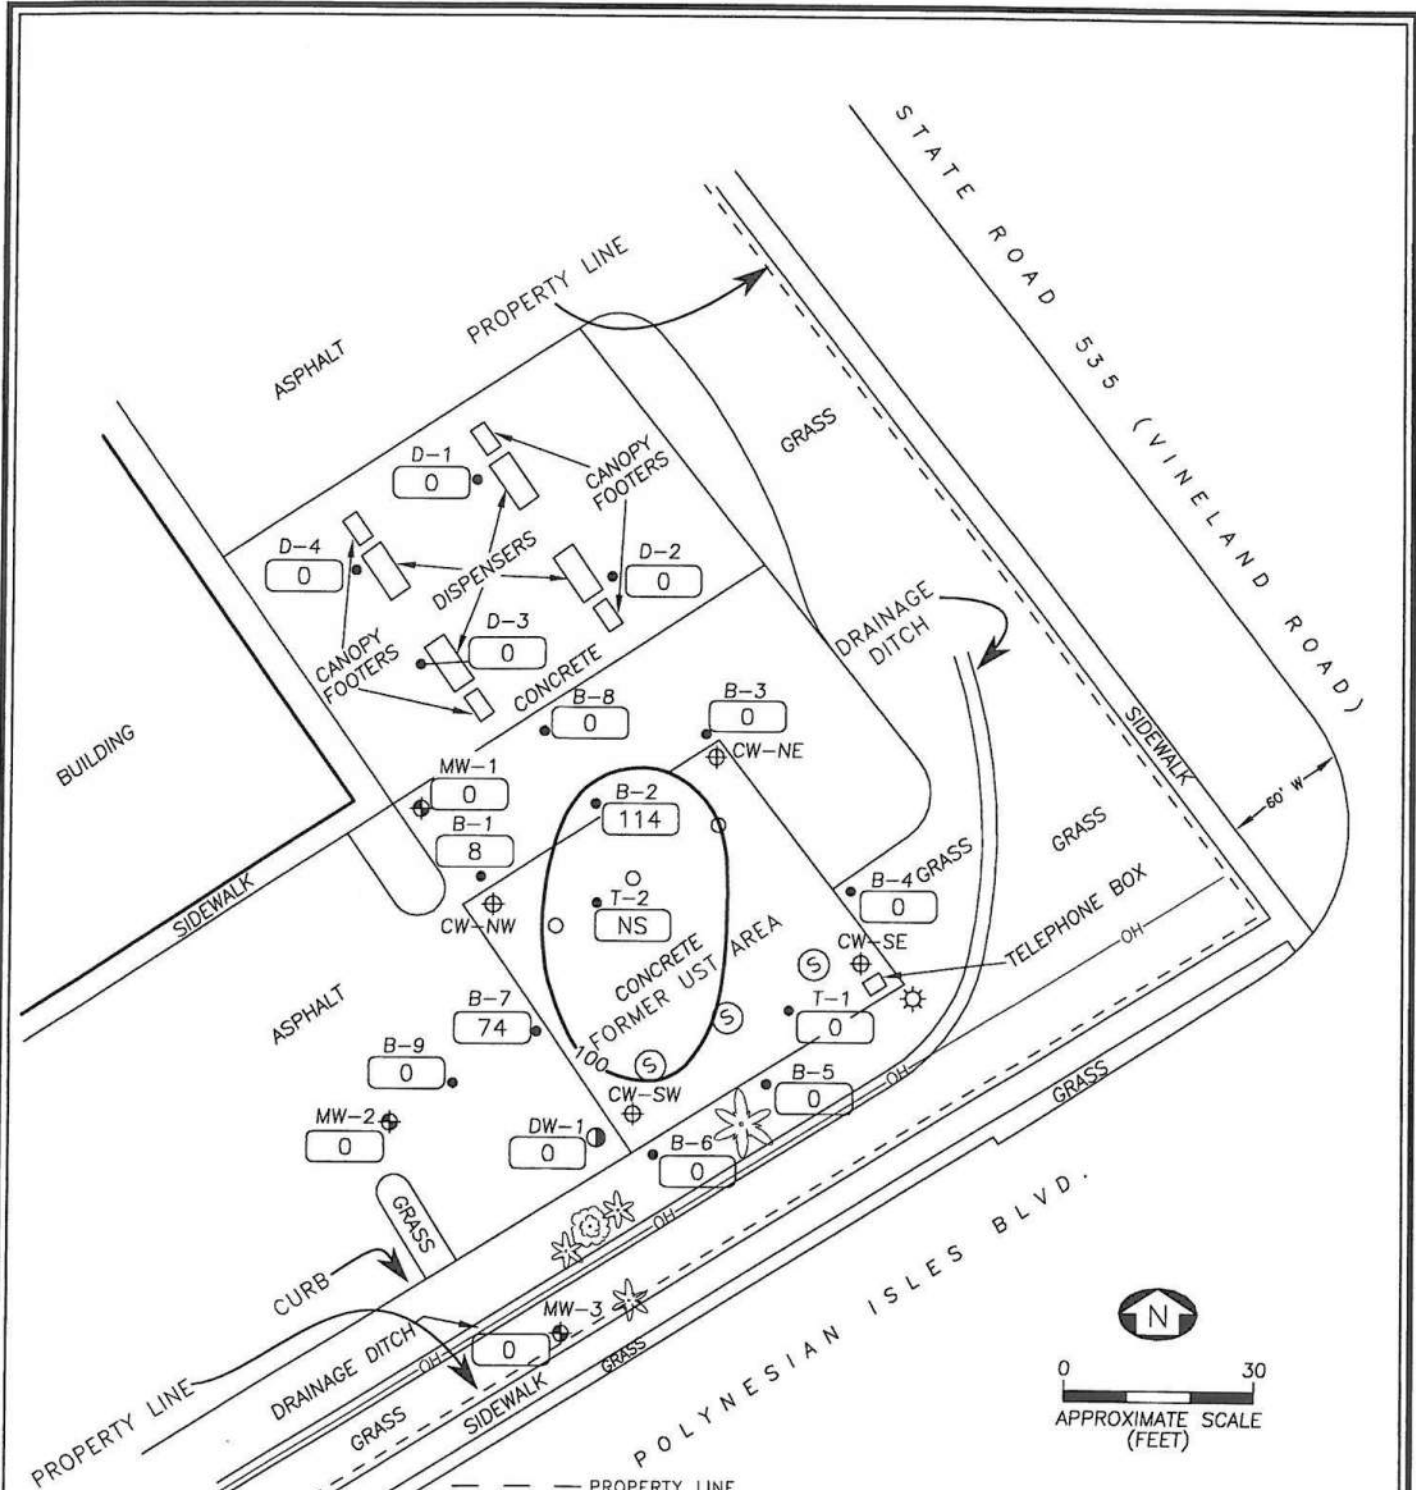 STATE ROAD 535 (VINELAND ROAD)
PROPERTY LINE
ASPHALT
GRASS
CANOPY
FOOTERS
D-1
0
D-4
0
DISPENSERS
D-2
0
D-3
0
CANOPY
FOOTERS
CONCRETE
DRAINAGE
DITCH
BUILDING
B-8
0
B-3
0
CW-NE
SIDEWALK
MW-1
0
60' W
B-2
114
B-1
8
GRASS
SIDEWALK
CW-NW
T-2
NS
B-4
GRASS
0
TELEPHONE BOX
OH
CW-SE
CONCRETE
FORMER UST AREA
S
ASPHALT
B-7
74
T-1
0
S
100
S
B-9
0
B-5
0
OH
GRASS
CW-SW
MW-2
0
DW-1
0
B-6
0
GRASS
OH
CURB
MW-3
0
DRAINAGE DITCH
OH
GRASS
PROPERTY LINE
GRASS
SIDEWALK
POLYNESIAN ISLES BLVD.
N
0 30
APPROXIMATE SCALE
(FEET)
PROPERTY LINE